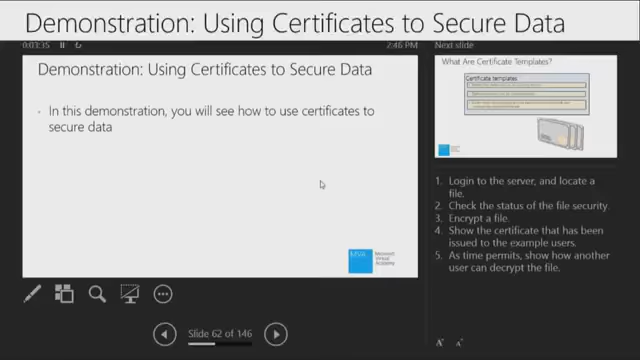 Demonstration: Using Certificates to Secure Data
0:03:35
2:46 PM
Next slide
Demonstration: Using Certificates to Secure Data
In this demonstration, you will see how to use certificates to
secure data
MVA
Microsoft
Virtual
Academy
What Are Certificate Templates?
Certificate templates:
1. Login to the server, and locate a
file.
2. Check the status of the file security.
3. Encrypt a file.
4. Show the certificate that has been
issued to the example users.
5. As time permits, show how another
user can decrypt the file.
Slide 62 of 146
A
A